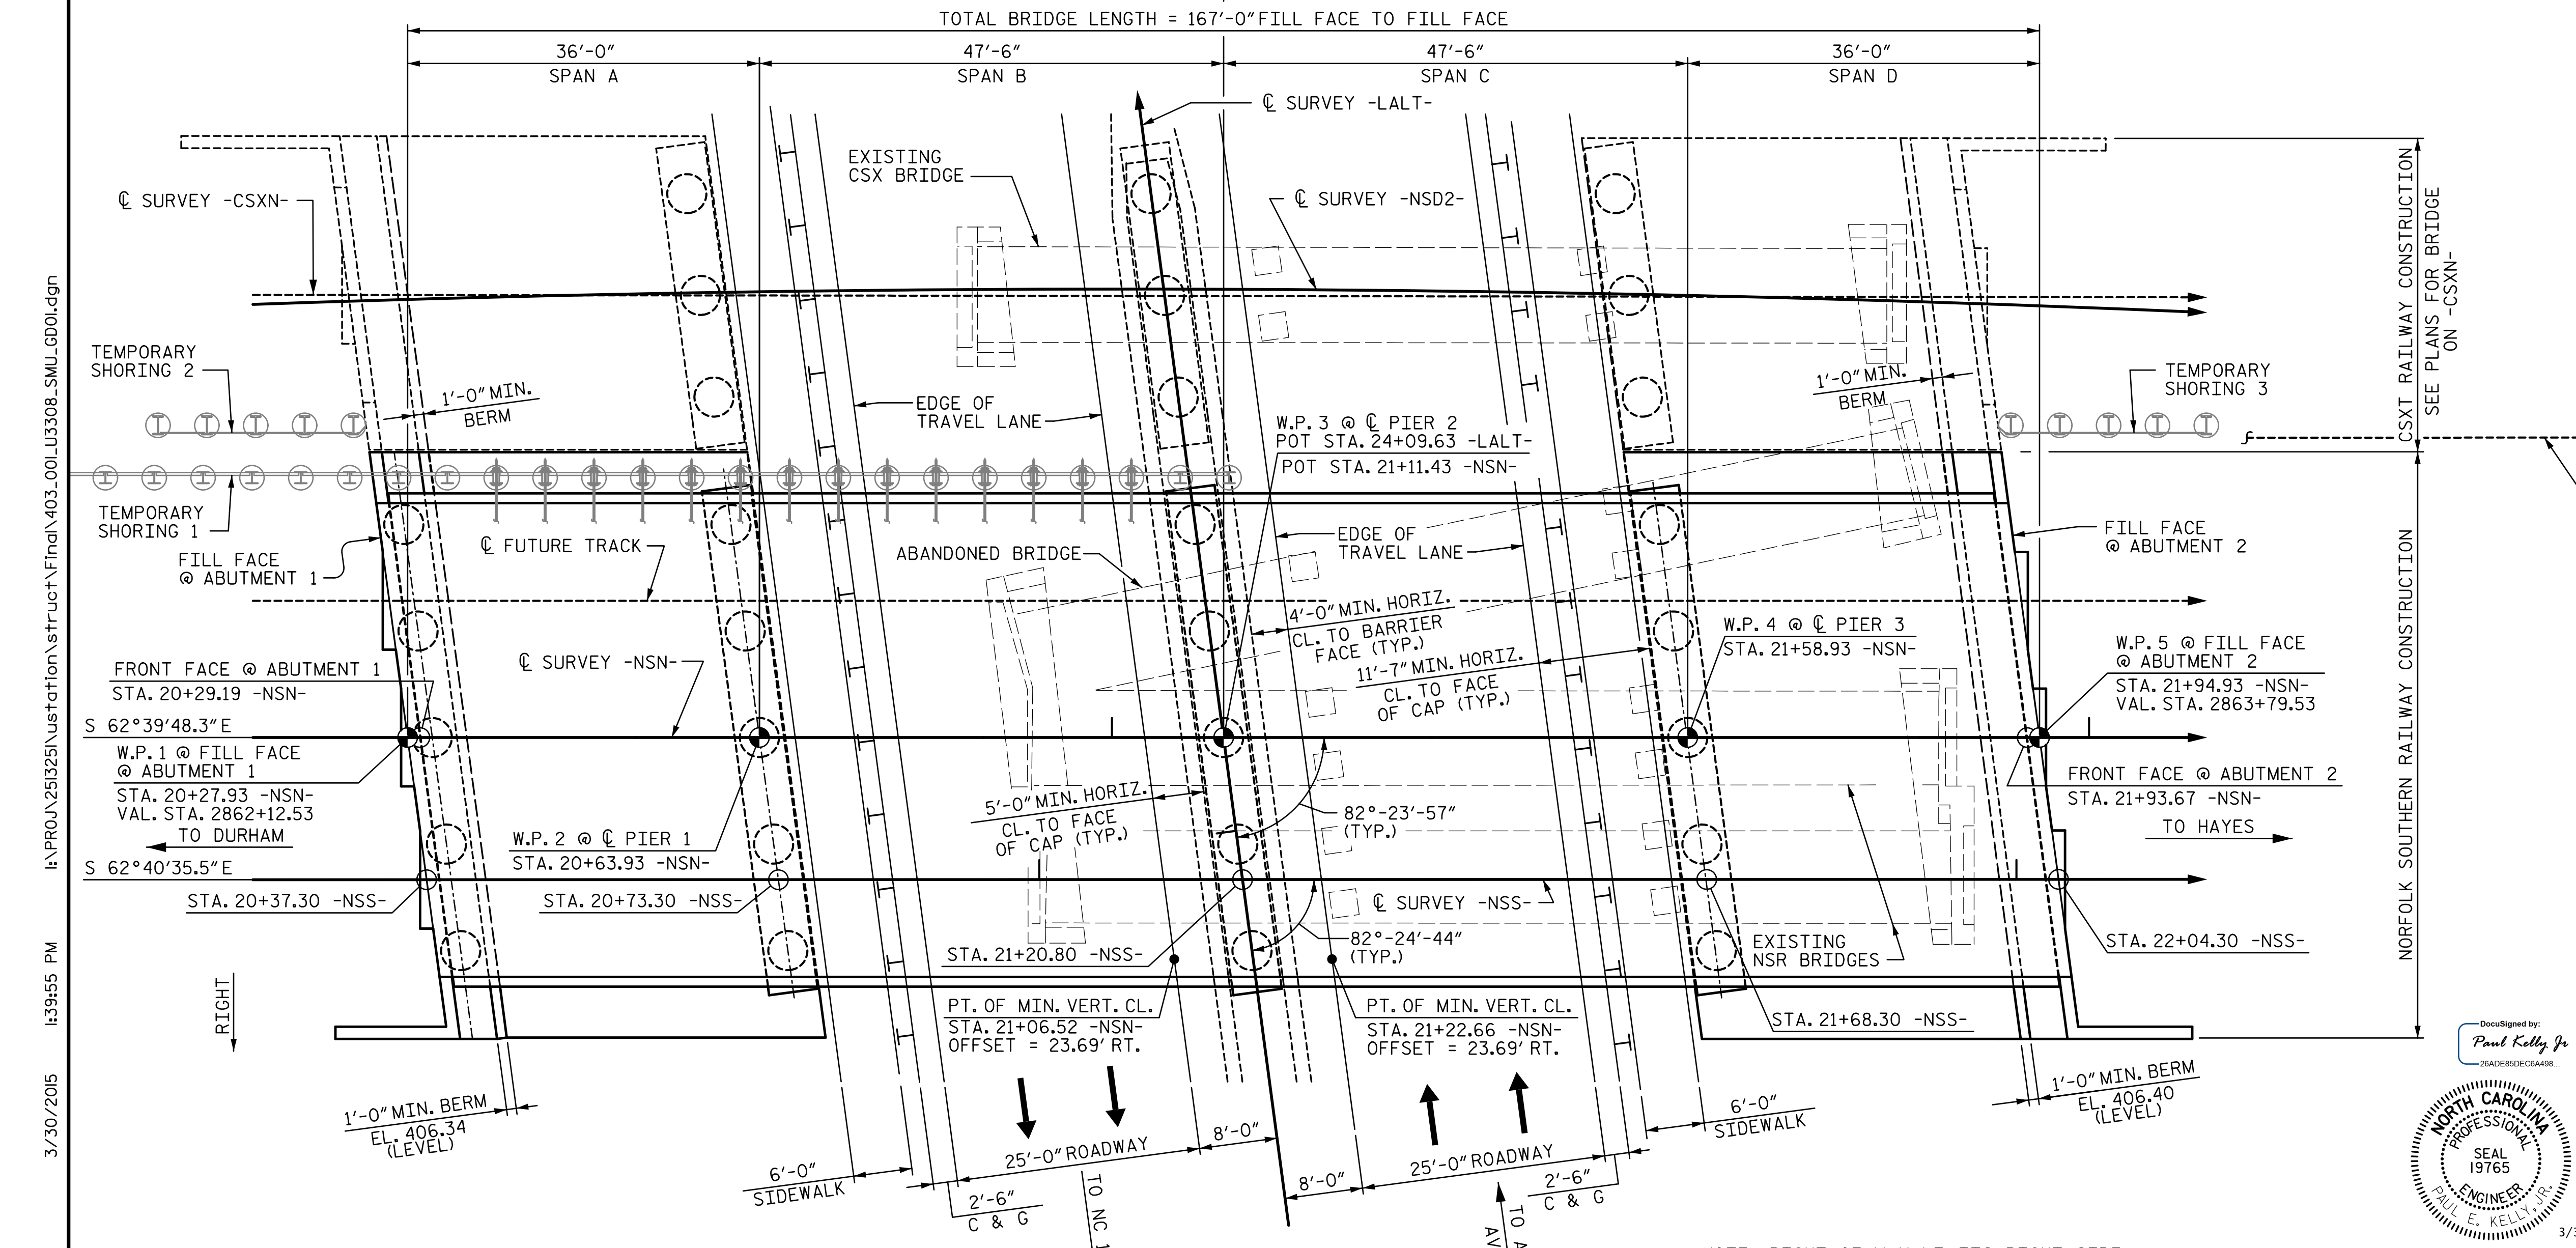 TOTAL BRIDGE LENGTH = 167'-0" FILL FACE TO FILL FACE
36'-0"
SPAN A
47'-6"
SPAN B
47'-6"
SPAN C
36'-0"
SPAN D
℄ SURVEY -LALT-
EXISTING
CSX BRIDGE
℄ SURVEY -CSXN-
℄ SURVEY -NSD2-
CSXT RAILWAY CONSTRUCTION
SEE PLANS FOR BRIDGE
ON -CSXN-
TEMPORARY
SHORING 2
1'-0" MIN.
BERM
EDGE OF
TRAVEL LANE
W.P. 3 @ ℄ PIER 2
POT STA. 24+09.63 -LALT-
POT STA. 21+11.43 -NSN-
1'-0" MIN.
BERM
TEMPORARY
SHORING 3
TEMPORARY
SHORING 1
FILL FACE
@ ABUTMENT 1
℄ FUTURE TRACK
ABANDONED BRIDGE
EDGE OF
TRAVEL LANE
FILL FACE
@ ABUTMENT 2
NORFOLK SOUTHERN RAILWAY CONSTRUCTION
4'-0" MIN. HORIZ.
CL. TO BARRIER
FACE (TYP.)
11'-7" MIN. HORIZ.
CL. TO FACE
OF CAP (TYP.)
W.P. 4 @ ℄ PIER 3
STA. 21+58.93 -NSN-
W.P. 5 @ FILL FACE
@ ABUTMENT 2
STA. 21+94.93 -NSN-
VAL. STA. 2863+79.53
FRONT FACE @ ABUTMENT 1
STA. 20+29.19 -NSN-
℄ SURVEY -NSN-
S 62°39'48.3" E
W.P. 1 @ FILL FACE
@ ABUTMENT 1
STA. 20+27.93 -NSN-
VAL. STA. 2862+12.53
TO DURHAM
W.P. 2 @ ℄ PIER 1
STA. 20+63.93 -NSN-
5'-0" MIN. HORIZ.
CL. TO FACE
OF CAP (TYP.)
82°-23'-57"
(TYP.)
FRONT FACE @ ABUTMENT 2
STA. 21+93.67 -NSN-
TO HAYES
S 62°40'35.5" E
STA. 20+37.30 -NSS-
STA. 20+73.30 -NSS-
℄ SURVEY -NSS-
82°-24'-44"
(TYP.)
STA. 21+20.80 -NSS-
EXISTING
NSR BRIDGES
STA. 22+04.30 -NSS-
RIGHT
PT. OF MIN. VERT. CL.
STA. 21+06.52 -NSN-
OFFSET = 23.69' RT.
PT. OF MIN. VERT. CL.
STA. 21+22.66 -NSN-
OFFSET = 23.69' RT.
STA. 21+68.30 -NSS-
1'-0" MIN. BERM
EL. 406.34
(LEVEL)
6'-0"
SIDEWALK
2'-6"
C & G
25'-0" ROADWAY
8'-0"
TO NC
8'-0"
25'-0" ROADWAY
2'-6"
C & G
6'-0"
SIDEWALK
TO
1'-0" MIN. BERM
EL. 406.40
(LEVEL)
DocuSigned by:
Paul Kelly Jr
26ADE85DEC6A498...
NORTH CAROLINA
PROFESSIONAL
SEAL
19765
ENGINEER
PAUL E. KELLY, JR.
3/30/2015 1:39:55 PM I:\PROJ\25\3251\ustation\struct\Final\403_001_U3308_SMU_GD01.dgn